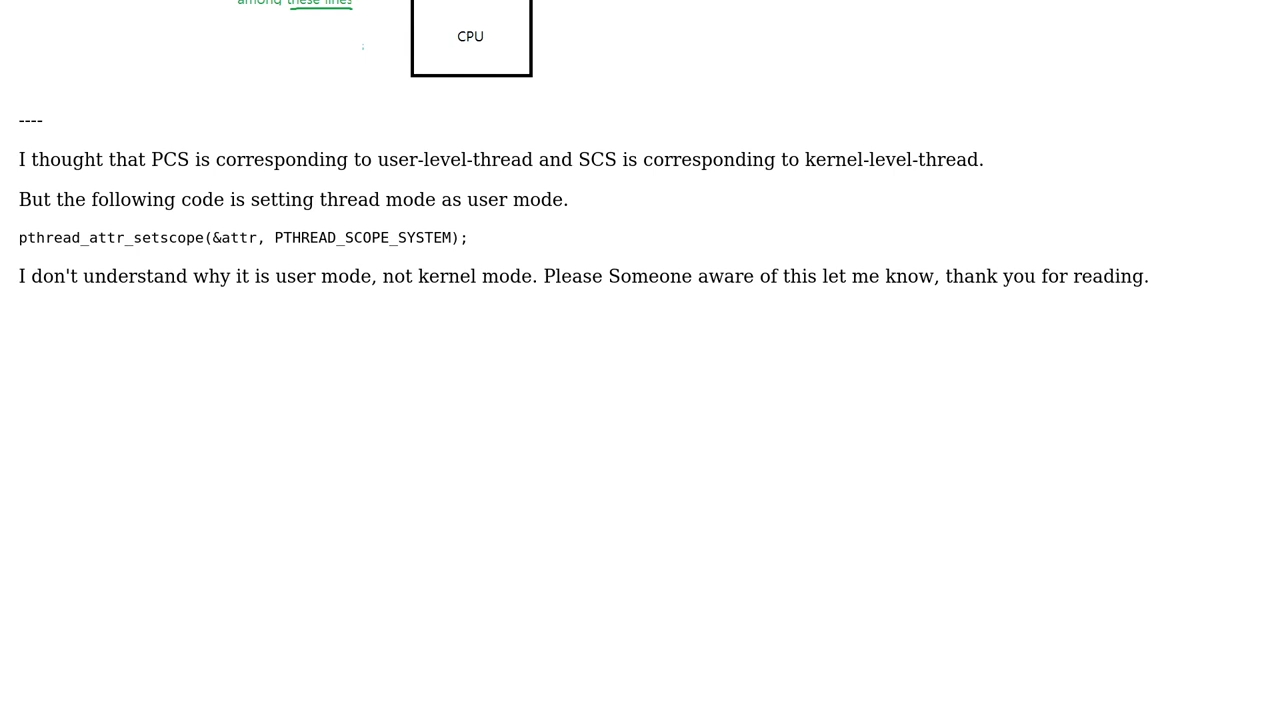 among these lines
CPU
----
I thought that PCS is corresponding to user-level-thread and SCS is corresponding to kernel-level-thread.
But the following code is setting thread mode as user mode.
pthread_attr_setscope(&attr, PTHREAD_SCOPE_SYSTEM);
I don't understand why it is user mode, not kernel mode. Please Someone aware of this let me know, thank you for reading.